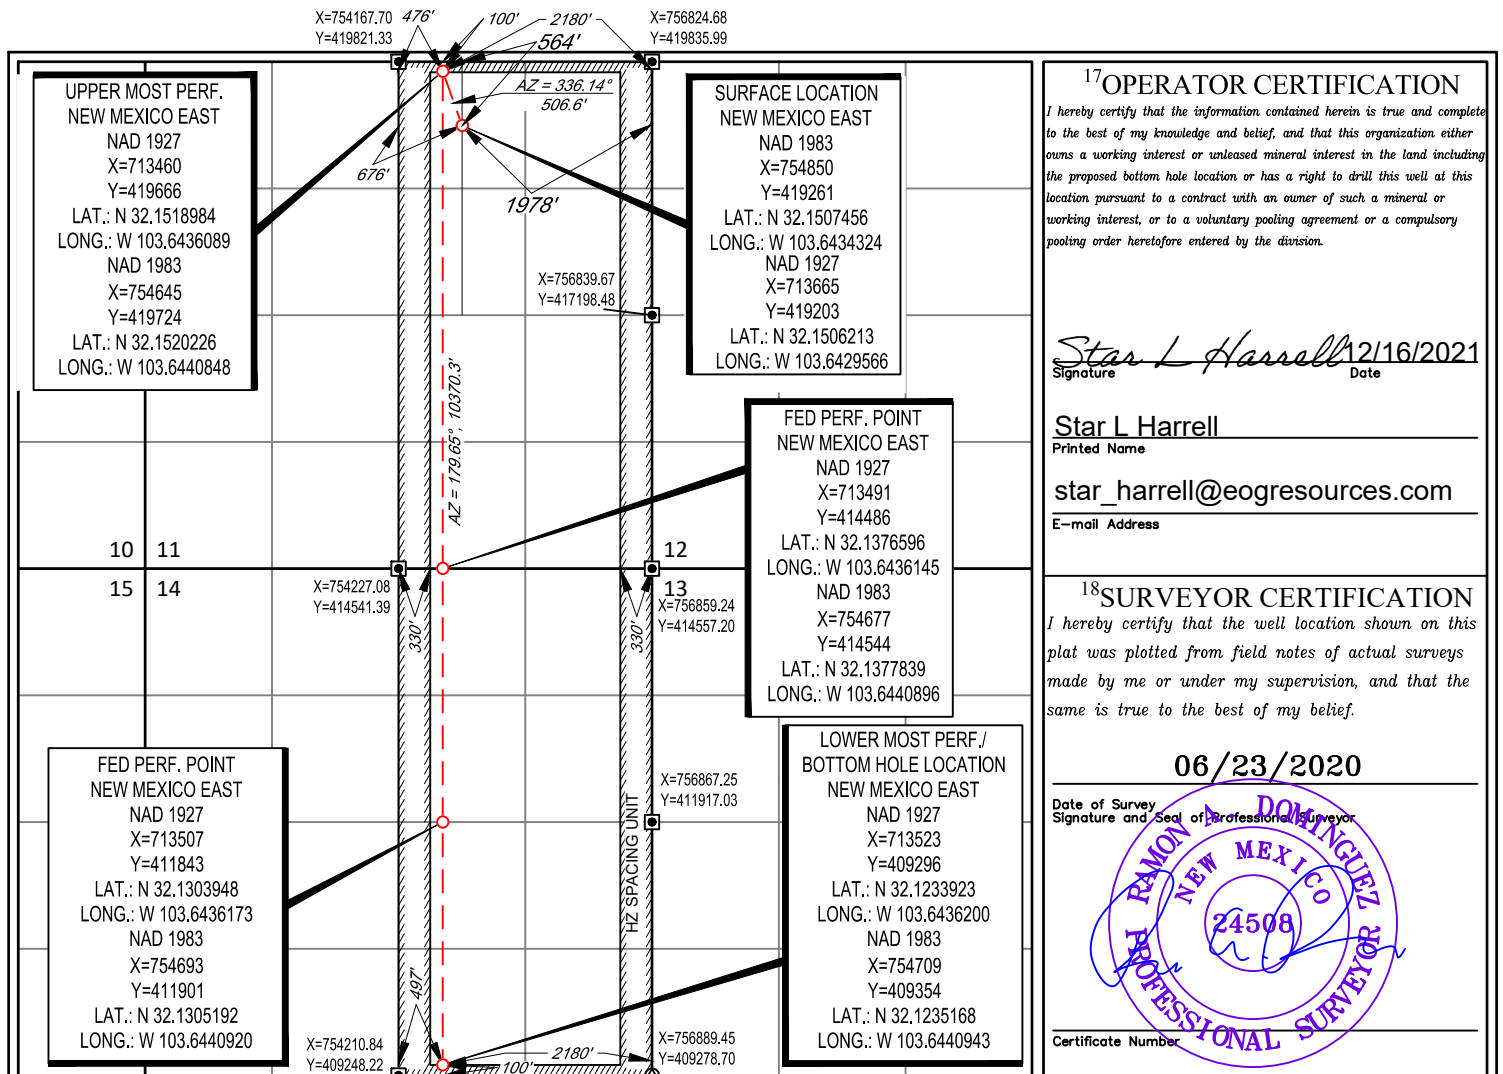 X=754167.70
Y=419821.33
476'
100'
2180'
X=756824.68
Y=419835.99
564'
AZ = 336.14°
506.6'
676'
1978'
UPPER MOST PERF.
NEW MEXICO EAST
NAD 1927
X=713460
Y=419666
LAT.: N 32.1518984
LONG.: W 103.6436089
NAD 1983
X=754645
Y=419724
LAT.: N 32.1520226
LONG.: W 103.6440848
SURFACE LOCATION
NEW MEXICO EAST
NAD 1983
X=754850
Y=419261
LAT.: N 32.1507456
LONG.: W 103.6434324
NAD 1927
X=713665
Y=419203
LAT.: N 32.1506213
LONG.: W 103.6429566
X=756839.67
Y=417198.48
AZ = 179.65°, 10370.3'
FED PERF. POINT
NEW MEXICO EAST
NAD 1927
X=713491
Y=414486
LAT.: N 32.1376596
LONG.: W 103.6436145
NAD 1983
X=754677
Y=414544
LAT.: N 32.1377839
LONG.: W 103.6440896
10 11
15 14
12
13
X=754227.08
Y=414541.39
330'
330'
X=756859.24
Y=414557.20
FED PERF. POINT
NEW MEXICO EAST
NAD 1927
X=713507
Y=411843
LAT.: N 32.1303948
LONG.: W 103.6436173
NAD 1983
X=754693
Y=411901
LAT.: N 32.1305192
LONG.: W 103.6440920
X=756867.25
Y=411917.03
HZ SPACING UNIT
LOWER MOST PERF./
BOTTOM HOLE LOCATION
NEW MEXICO EAST
NAD 1927
X=713523
Y=409296
LAT.: N 32.1233923
LONG.: W 103.6436200
NAD 1983
X=754709
Y=409354
LAT.: N 32.1235168
LONG.: W 103.6440943
497'
X=754210.84
Y=409248.22
100'
2180'
X=756889.45
Y=409278.70
17OPERATOR CERTIFICATION
I hereby certify that the information contained herein is true and complete
to the best of my knowledge and belief, and that this organization either
owns a working interest or unleased mineral interest in the land including
the proposed bottom hole location or has a right to drill this well at this
location pursuant to a contract with an owner of such a mineral or
working interest, or to a voluntary pooling agreement or a compulsory
pooling order heretofore entered by the division.
Star L Harrell 12/16/2021
Signature Date
Star L Harrell
Printed Name
star_harrell@eogresources.com
E-mail Address
18SURVEYOR CERTIFICATION
I hereby certify that the well location shown on this
plat was plotted from field notes of actual surveys
made by me or under my supervision, and that the
same is true to the best of my belief.
06/23/2020
Date of Survey
Signature and Seal of Professional Surveyor
RAMON A. DOMINGUEZ
NEW MEXICO
24508
PROFESSIONAL SURVEYOR
Certificate Number